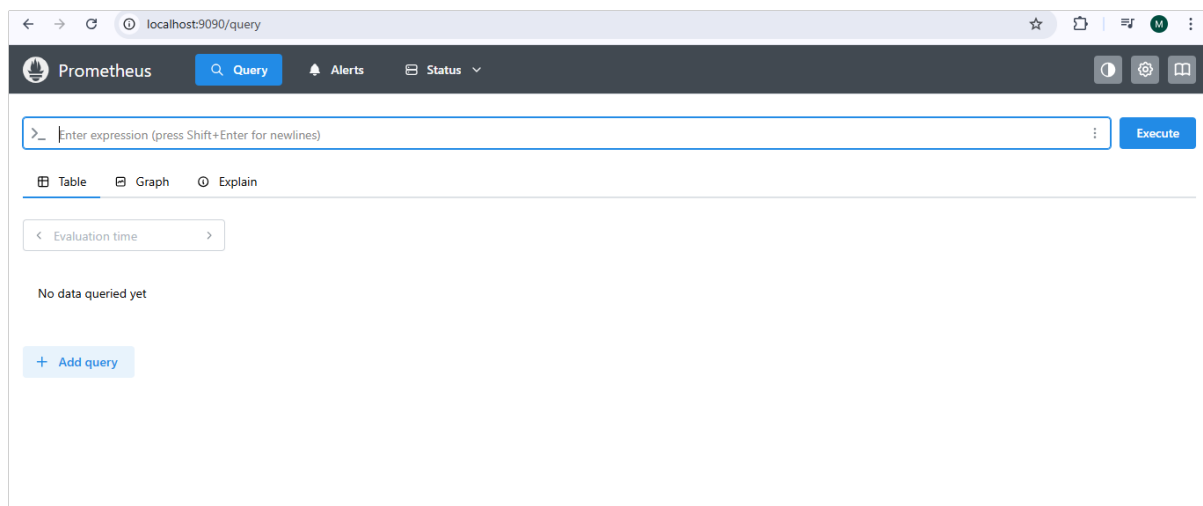 localhost:9090/query
M
Prometheus Query Alerts Status
>_ Enter expression (press Shift+Enter for newlines) Execute
Table Graph Explain
Evaluation time
No data queried yet
+ Add query